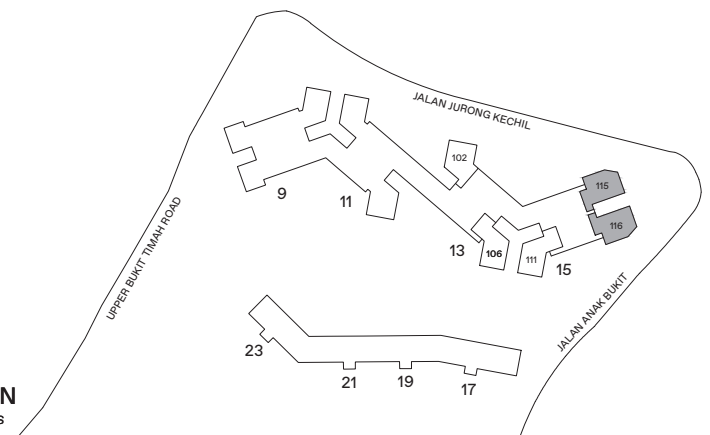 JALAN JURONG KECHIL
102
115
9
11
116
UPPER BUKIT TIMAH ROAD
13
106
111
15
JALAN ANAK BUKIT
23
21
19
17
N
s